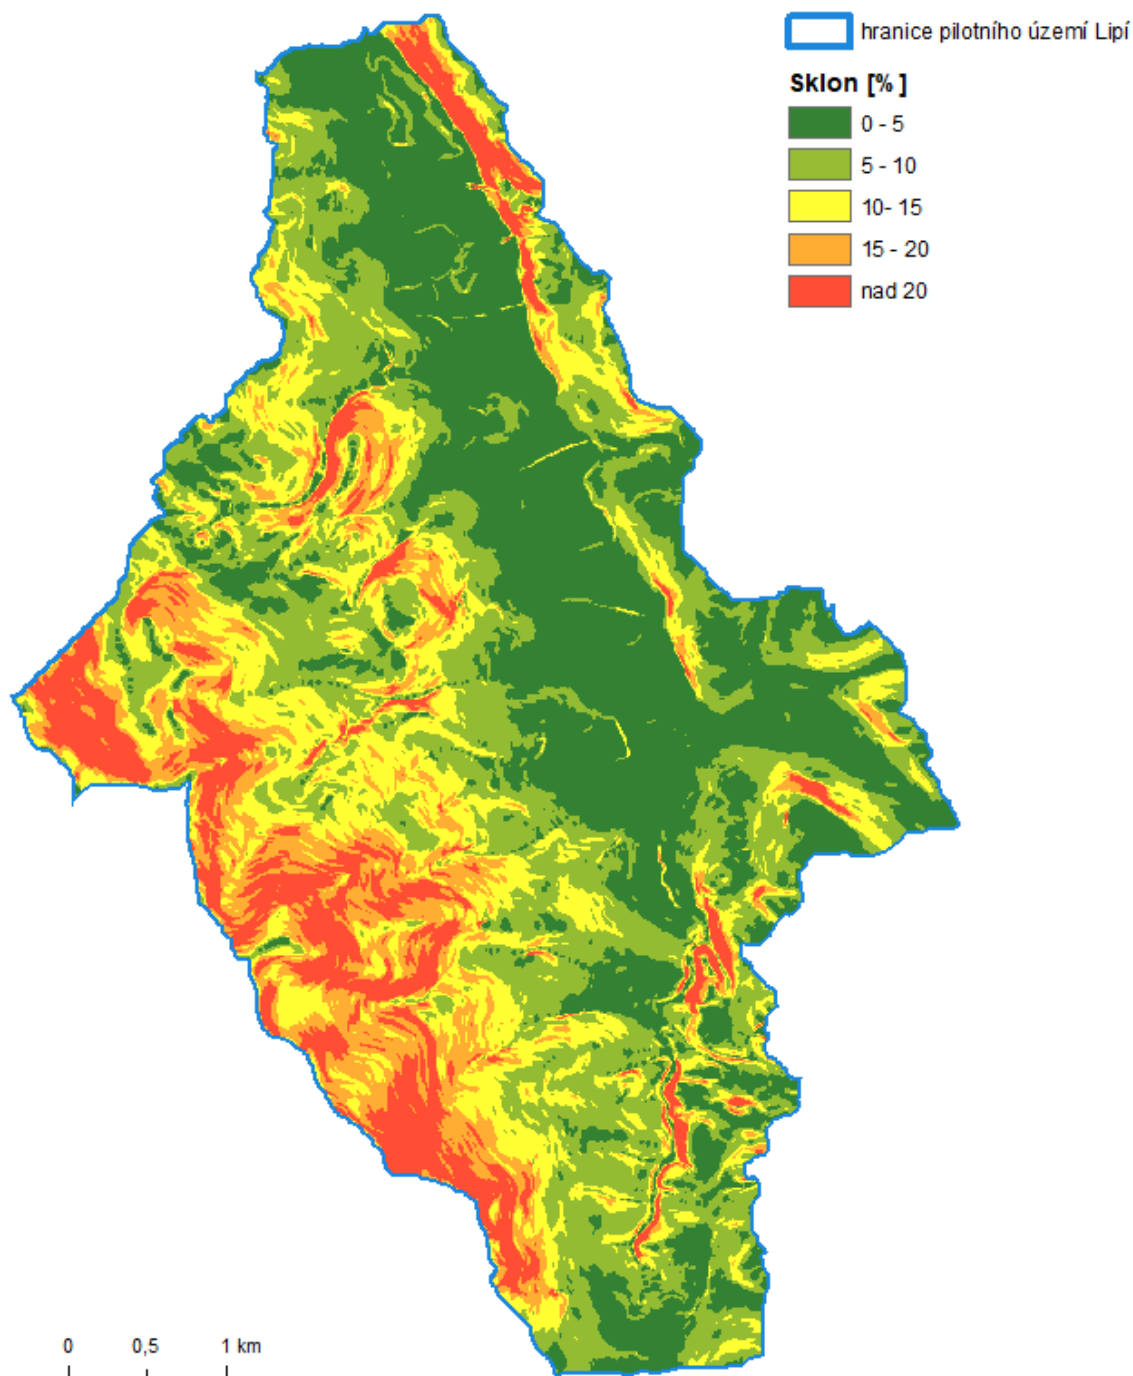 hranice pilotního území Lipí
Sklon [% ]
0 - 5
5 - 10
10- 15
15 - 20
nad 20
0 0,5 1 km